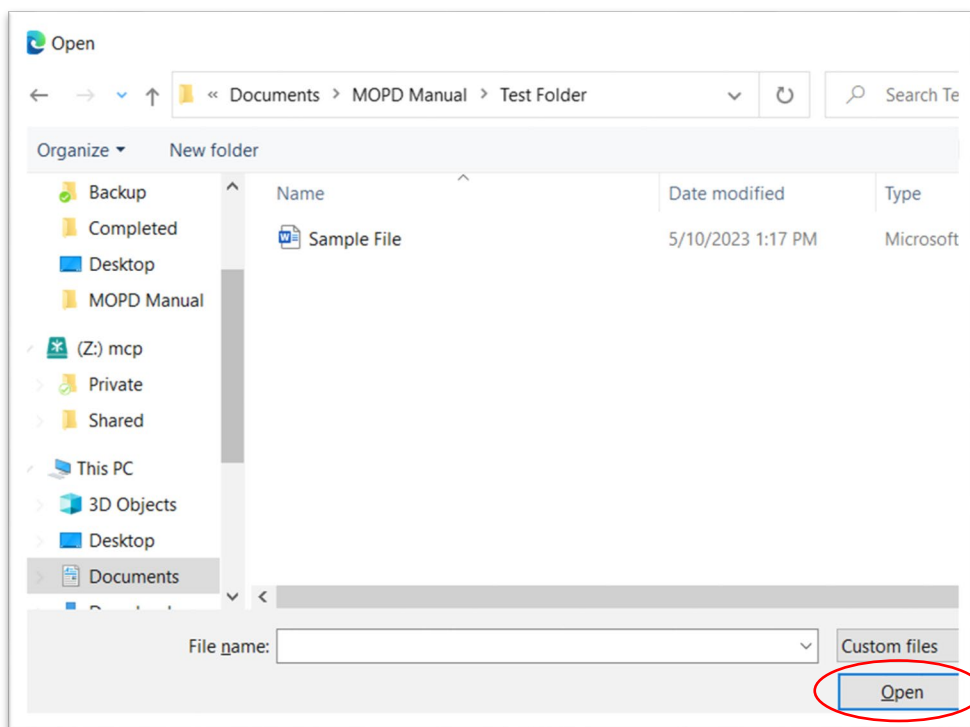 Open
« Documents > MOPD Manual > Test Folder
Search Te
Organize
New folder
Backup
Completed
Desktop
MOPD Manual
(Z:) mcp
Private
Shared
This PC
3D Objects
Desktop
Documents
Name
Date modified
Type
Sample File
5/10/2023 1:17 PM
Microsoft
File name:
Custom files
Open